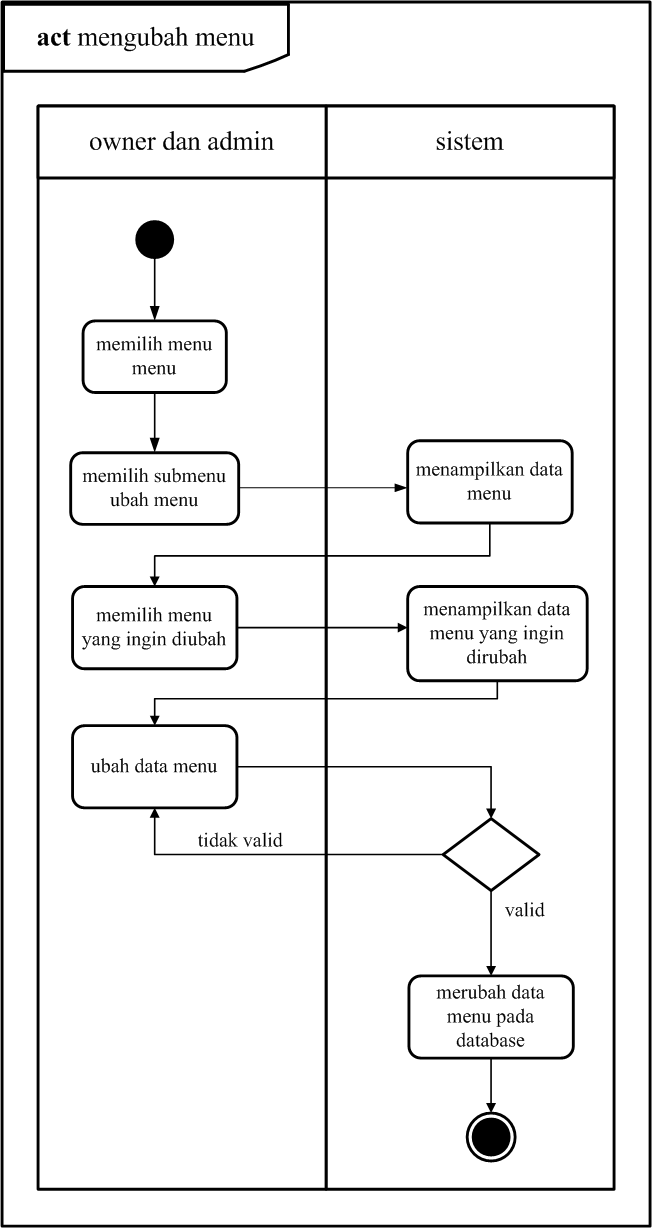 act mengubah menu
owner dan admin
sistem
memilih menu
menu
memilih submenu
ubah menu
menampilkan data
menu
memilih menu
yang ingin diubah
menampilkan data
menu yang ingin
dirubah
ubah data menu
tidak valid
valid
merubah data
menu pada
database